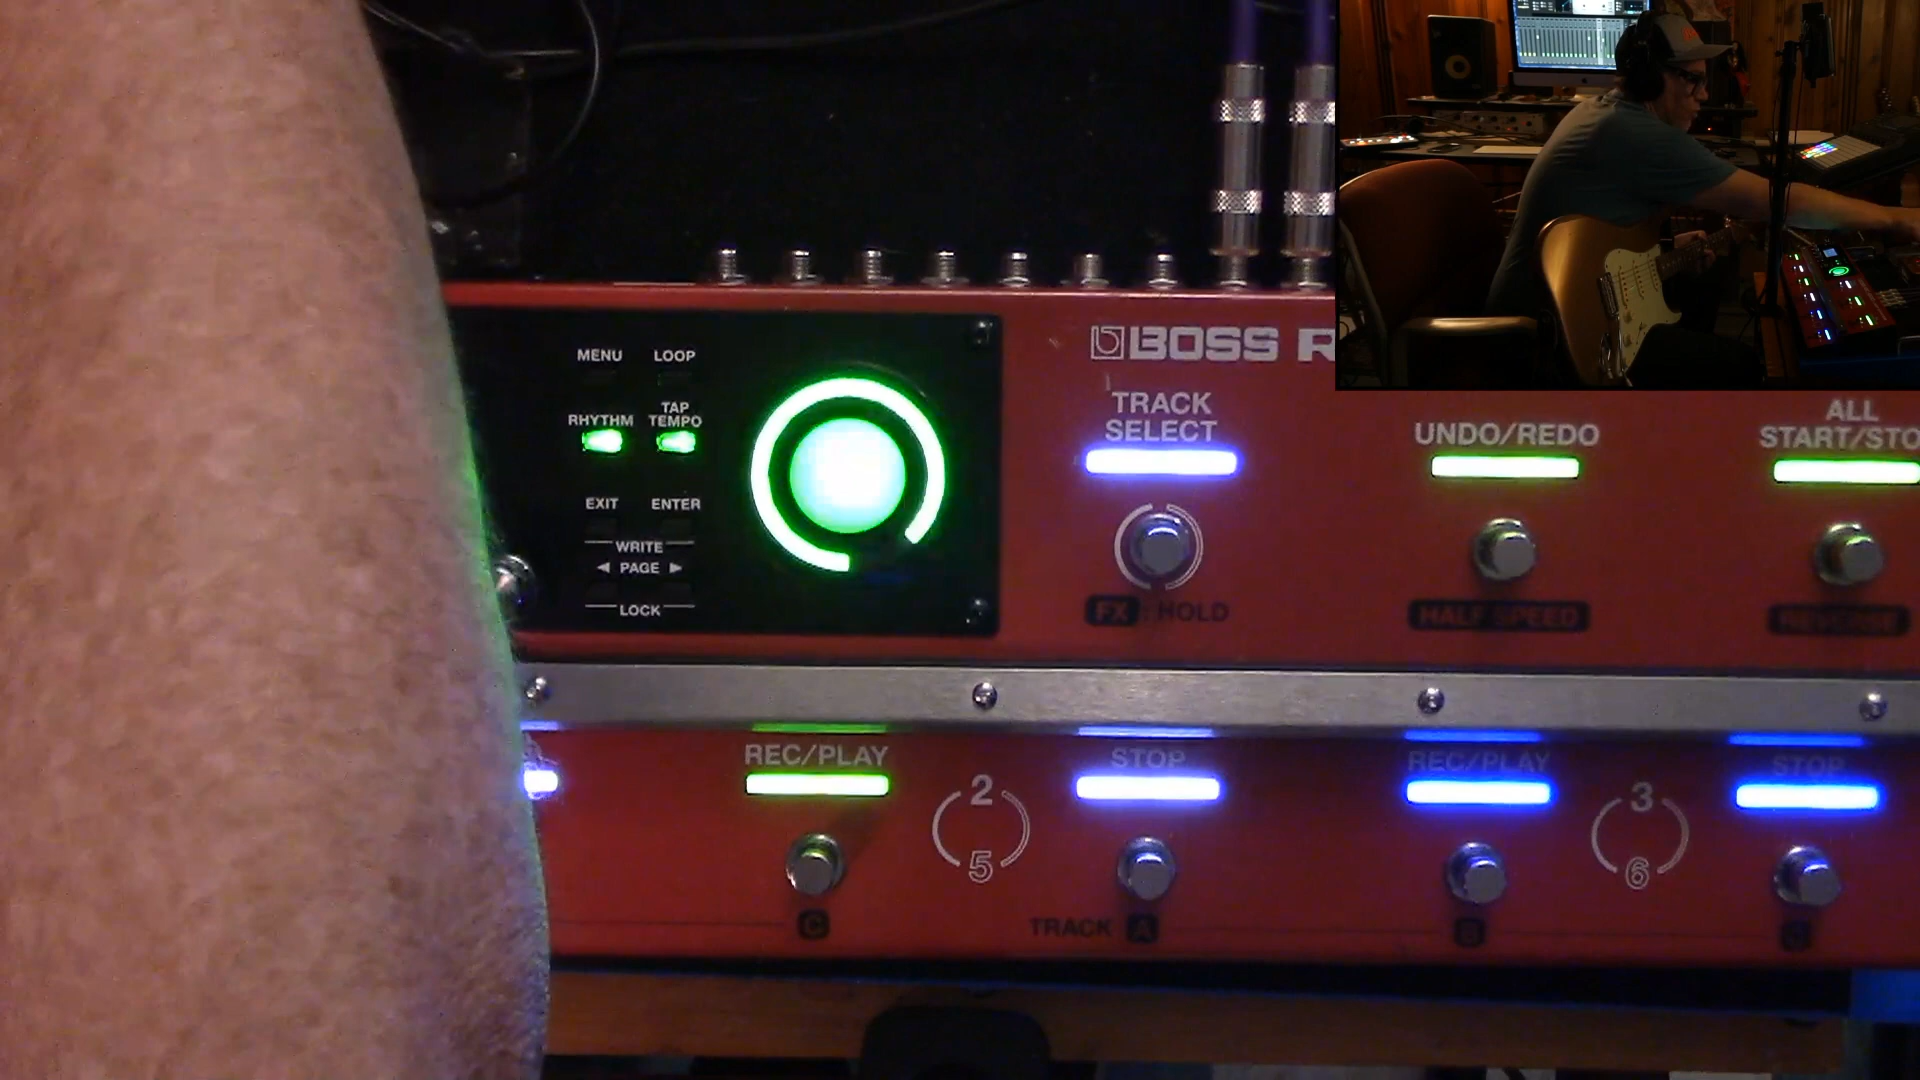 MENU LOOP
BOSS R
TRACK
SELECT
RHYTHM
TAP
TEMPO
UNDO/REDO
ALL
START/STO
EXIT ENTER
WRITE
◄ PAGE ►
LOCK
FX : HOLD
HALF SPEED
REVERSE
REC/PLAY
2
5
STOP
REC/PLAY
3
6
STOP
C
TRACK A
B